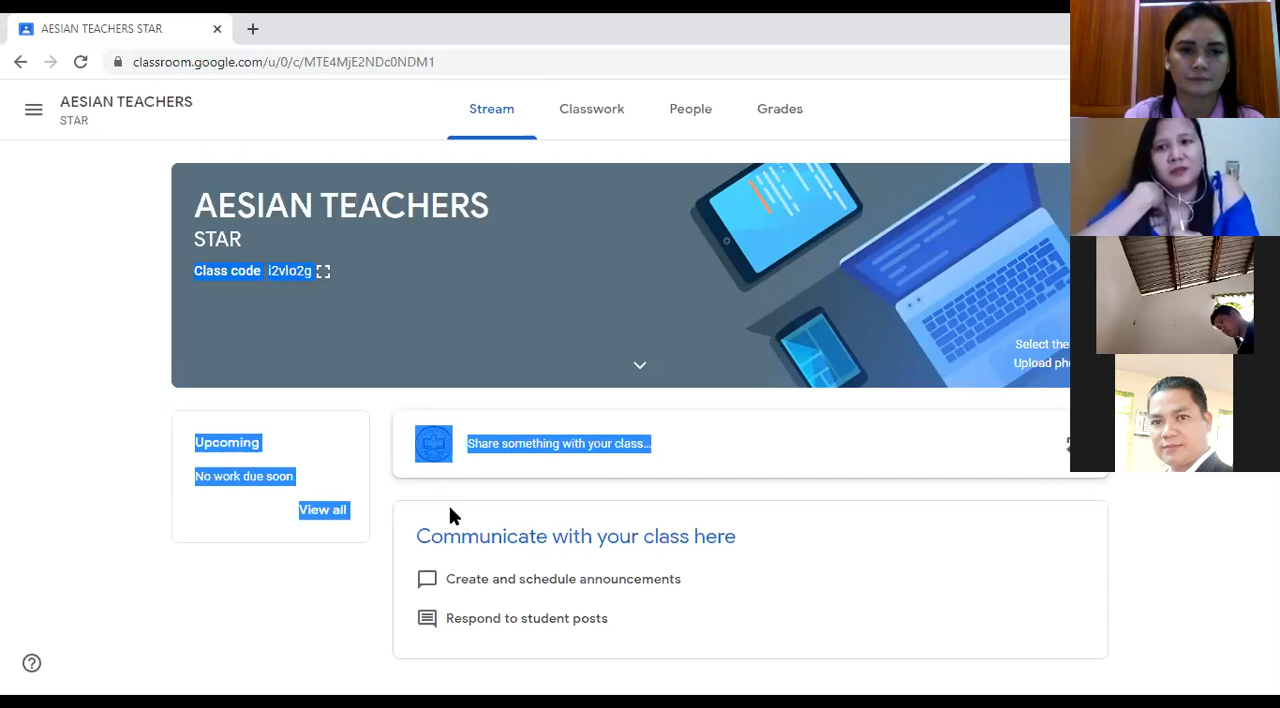 AESIAN TEACHERS STAR
classroom.google.com/u/0/c/MTE4MjE2NDc0NDM1
AESIAN TEACHERS
STAR
Stream
Classwork
People
Grades
AESIAN TEACHERS
STAR
Class code i2vlo2g
Select the
Upload pho
Upcoming
No work due soon
View all
Share something with your class...
Communicate with your class here
Create and schedule announcements
Respond to student posts